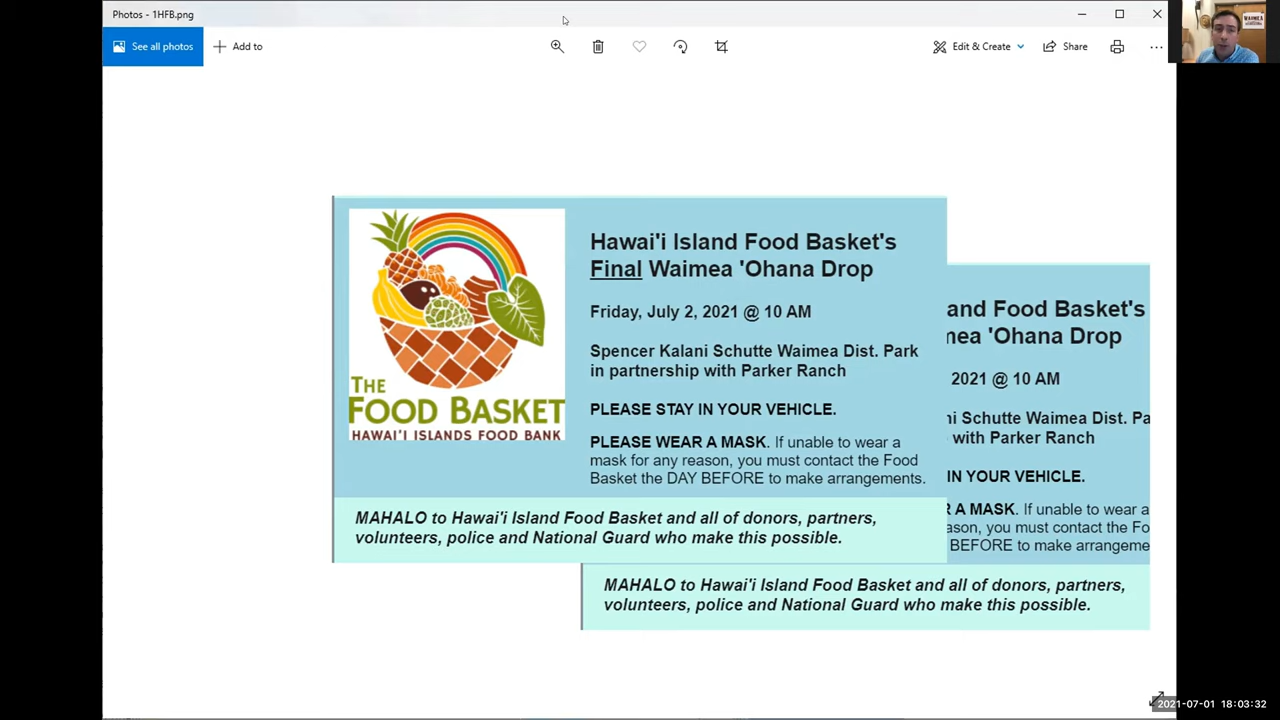 Photos - 1HFB.png
See all photos
Add to
Edit & Create
Share
WAIMEA
Hawai'i Island Food Basket's
Final Waimea 'Ohana Drop
Friday, July 2, 2021 @ 10 AM
Spencer Kalani Schutte Waimea Dist. Park
in partnership with Parker Ranch
PLEASE STAY IN YOUR VEHICLE.
PLEASE WEAR A MASK. If unable to wear a
mask for any reason, you must contact the Food
Basket the DAY BEFORE to make arrangements.
THE
FOOD BASKET
HAWAI'I ISLANDS FOOD BANK
MAHALO to Hawai'i Island Food Basket and all of donors, partners,
volunteers, police and National Guard who make this possible.
and Food Basket's
mea 'Ohana Drop
2021 @ 10 AM
ni Schutte Waimea Dist. Pa
with Parker Ranch
IN YOUR VEHICLE.
R A MASK. If unable to wear a
ason, you must contact the Fo
BEFORE to make arrangeme
MAHALO to Hawai'i Island Food Basket and all of donors, partners,
volunteers, police and National Guard who make this possible.
2021-07-01 18:03:32